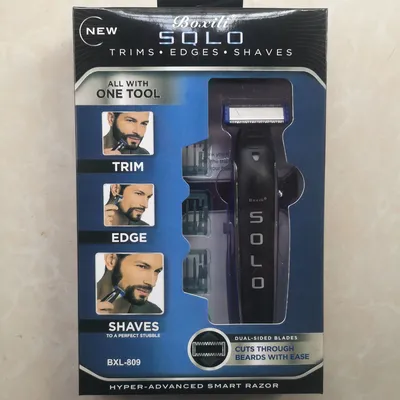 NEW
Boxili
SOLO
TRIMS • EDGES • SHAVES
ALL WITH
ONE TOOL
TRIM
EDGE
SHAVES
TO A PERFECT STUBBLE
BXL-809
Boxili
SOLO
DUAL-SIDED BLADES
CUTS THROUGH
BEARDS WITH EASE
HYPER-ADVANCED SMART RAZOR